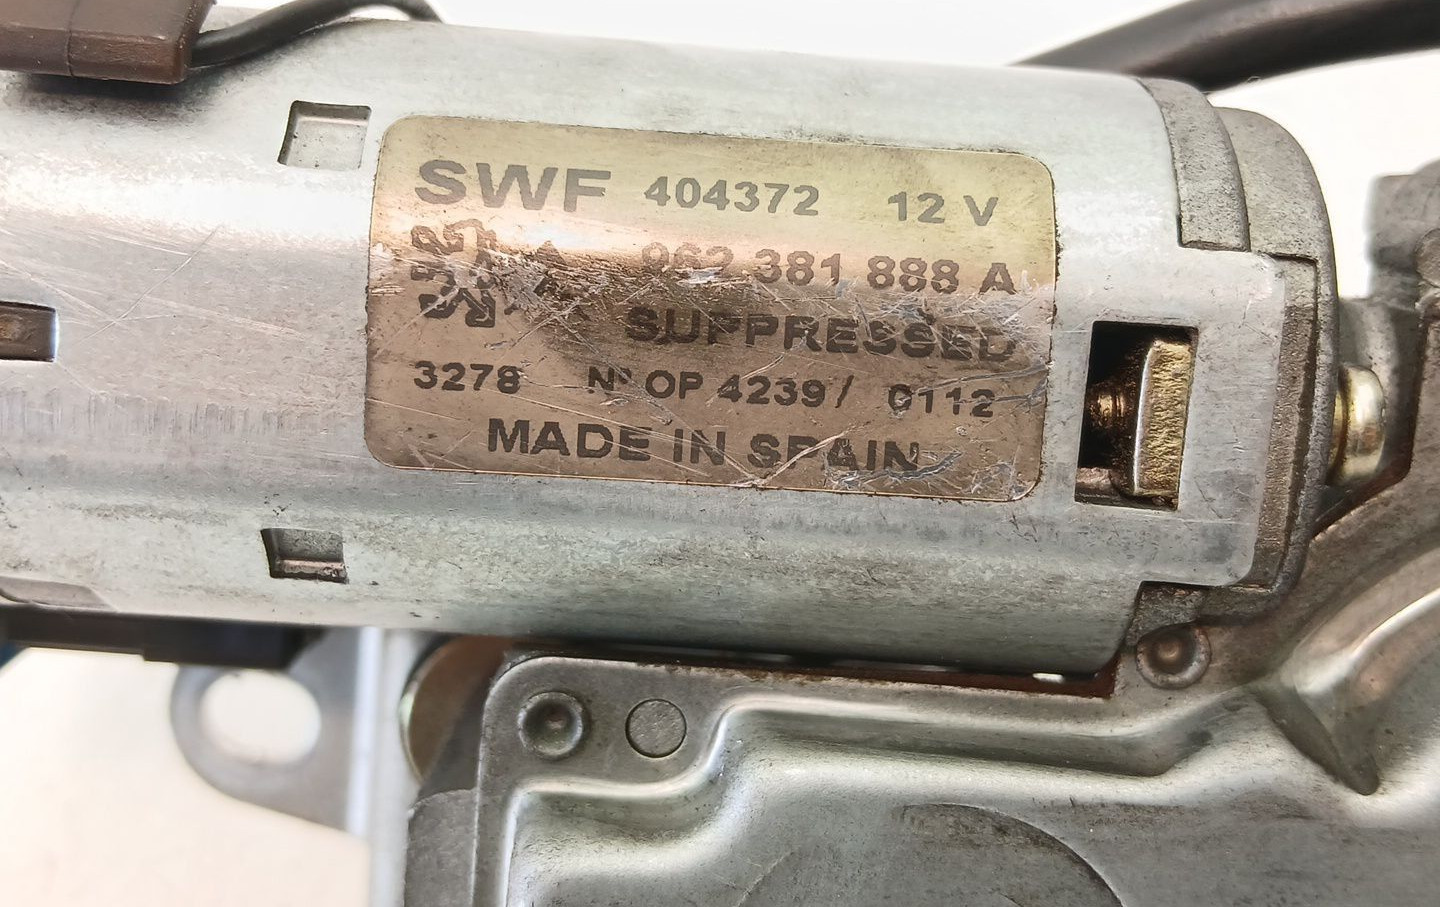 SWF 404372 12 V
962.381.888 A
SUPPRESSED
3278 Nº OP 4239/ 0112
MADE IN SPAIN